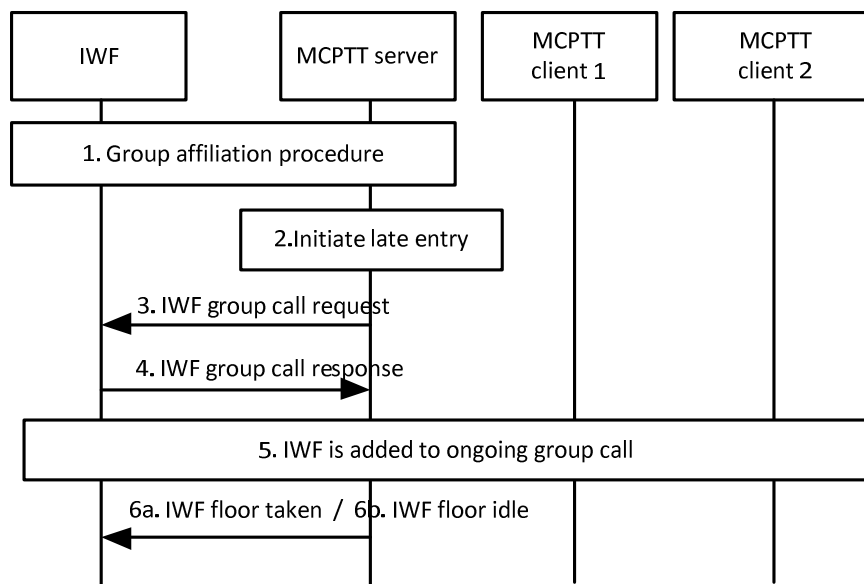 IWF
MCPTT server
MCPTT
client 1
MCPTT
client 2
1. Group affiliation procedure
2.Initiate late entry
3. IWF group call request
4. IWF group call response
5. IWF is added to ongoing group call
6a. IWF floor taken / 6b. IWF floor idle